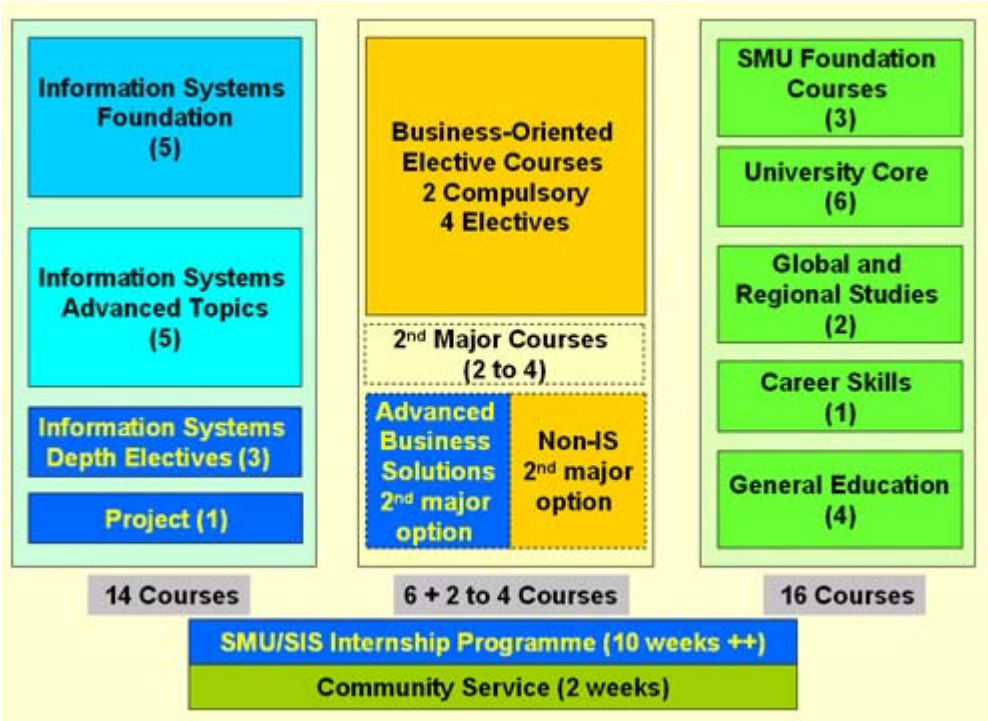 Information Systems
Foundation
(5)
Information Systems
Advanced Topics
(5)
Information Systems
Depth Electives (3)
Project (1)
14 Courses
Business-Oriented
Elective Courses
2 Compulsory
4 Electives
2nd Major Courses
(2 to 4)
Advanced
Business
Solutions
2nd major
option
Non-IS
2nd major
option
6 + 2 to 4 Courses
SMU Foundation
Courses
(3)
University Core
(6)
Global and
Regional Studies
(2)
Career Skills
(1)
General Education
(4)
16 Courses
SMU/SIS Internship Programme (10 weeks ++)
Community Service (2 weeks)